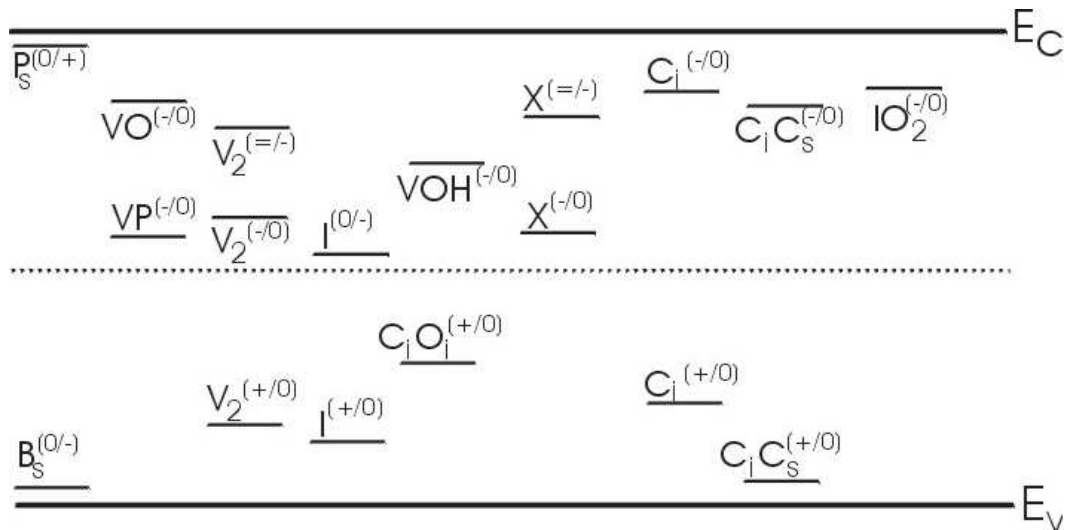 E_C
P_S^(0/+)
VO^(-/0)
V_2^(=/-)
X^(=/-)
C_i^(-/0)
C_iC_s^(-/0)
IO_2^(-/0)
VOH^(-/0)
VP^(-/0)
V_2^(-/0)
I^(0/-)
X^(-/0)
C_iO_i^(+/0)
V_2^(+/0)
I^(+/0)
C_i^(+/0)
B_S^(0/-)
C_iC_s^(+/0)
E_V